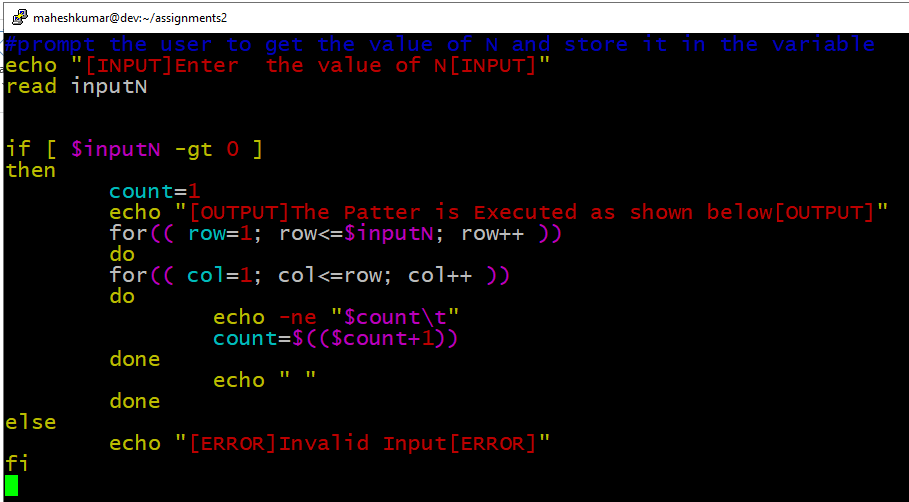 maheshkumar@dev:~/assignments2
#prompt the user to get the value of N and store it in the variable
echo "[INPUT]Enter  the value of N[INPUT]"
read inputN
if [ $inputN -gt 0 ]
then
count=1
echo "[OUTPUT]The Patter is Executed as shown below[OUTPUT]"
for(( row=1; row<=$inputN; row++ ))
do
for(( col=1; col<=row; col++ ))
do
echo -ne "$count\t"
count=$(($count+1))
done
echo " "
done
else
echo "[ERROR]Invalid Input[ERROR]"
fi